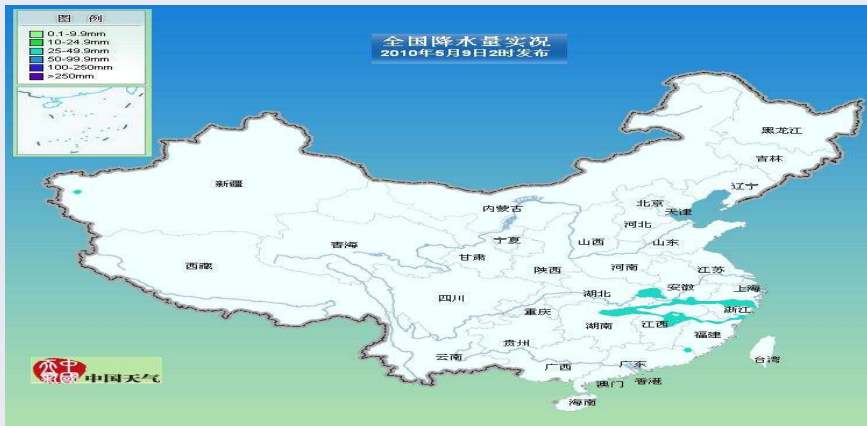 图 例
0.1-9.9mm
10-24.9mm
25-49.9mm
50-99.9mm
100-250mm
>250mm
全国降水量实况
2010年5月9日2时发布
黑龙江
吉林
辽宁
新疆
内蒙古
北京
天津
河北
宁夏
山西
山东
青海
甘肃
西藏
陕西
河南
江苏
四川
湖北
安徽
上海
重庆
浙江
湖南
江西
福建
贵州
云南
台湾
广西
广东
澳门
香港
海南
中国天气
中国天气